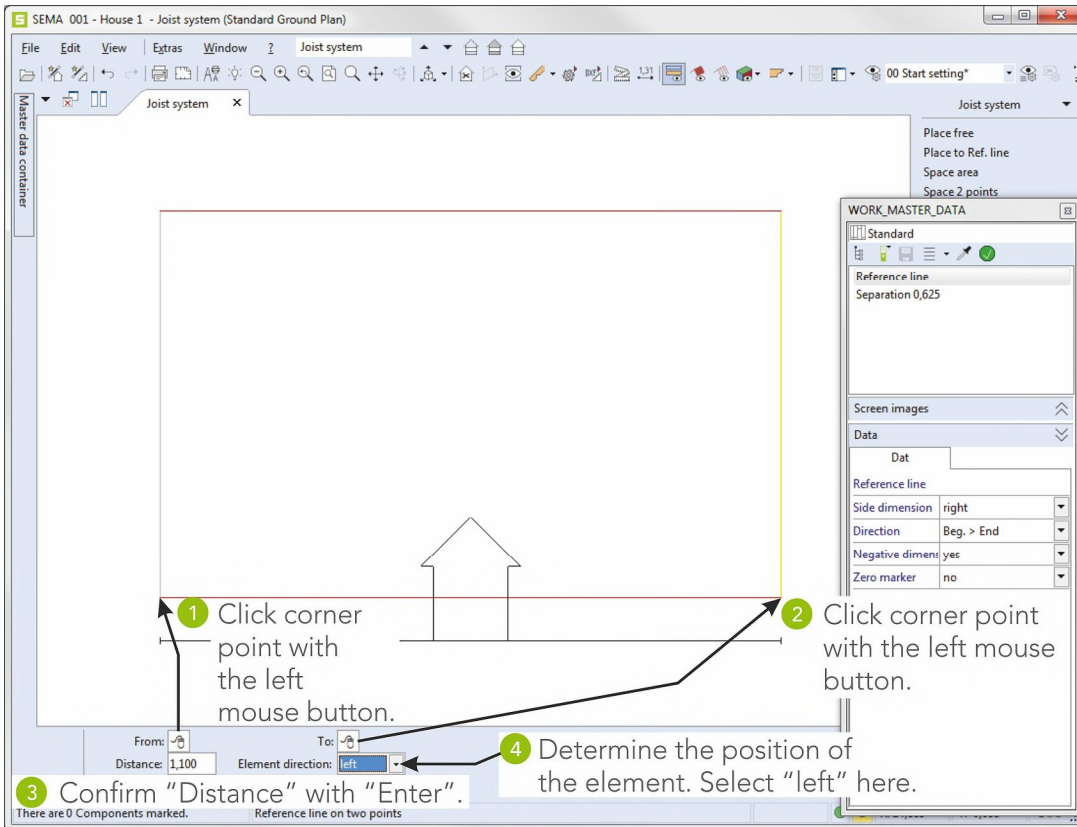 SEMA 001 - House 1 - Joist system (Standard Ground Plan)
File Edit View Extras Window ? Joist system
00 Start setting*
Master data container
Joist system
Joist system
Place free
Place to Ref. line
Space area
Space 2 points
WORK_MASTER_DATA
Standard
Reference line
Separation 0,625
Screen images
Data
Dat
Reference line
Side dimension right
Direction Beg. > End
Negative dimens yes
Zero marker no
1 Click corner
point with
the left
mouse button.
2 Click corner point
with the left mouse
button.
From: To:
Distance: 1,100 Element direction: left
4 Determine the position of
the element. Select “left” here.
3 Confirm “Distance” with “Enter”.
There are 0 Components marked. Reference line on two points